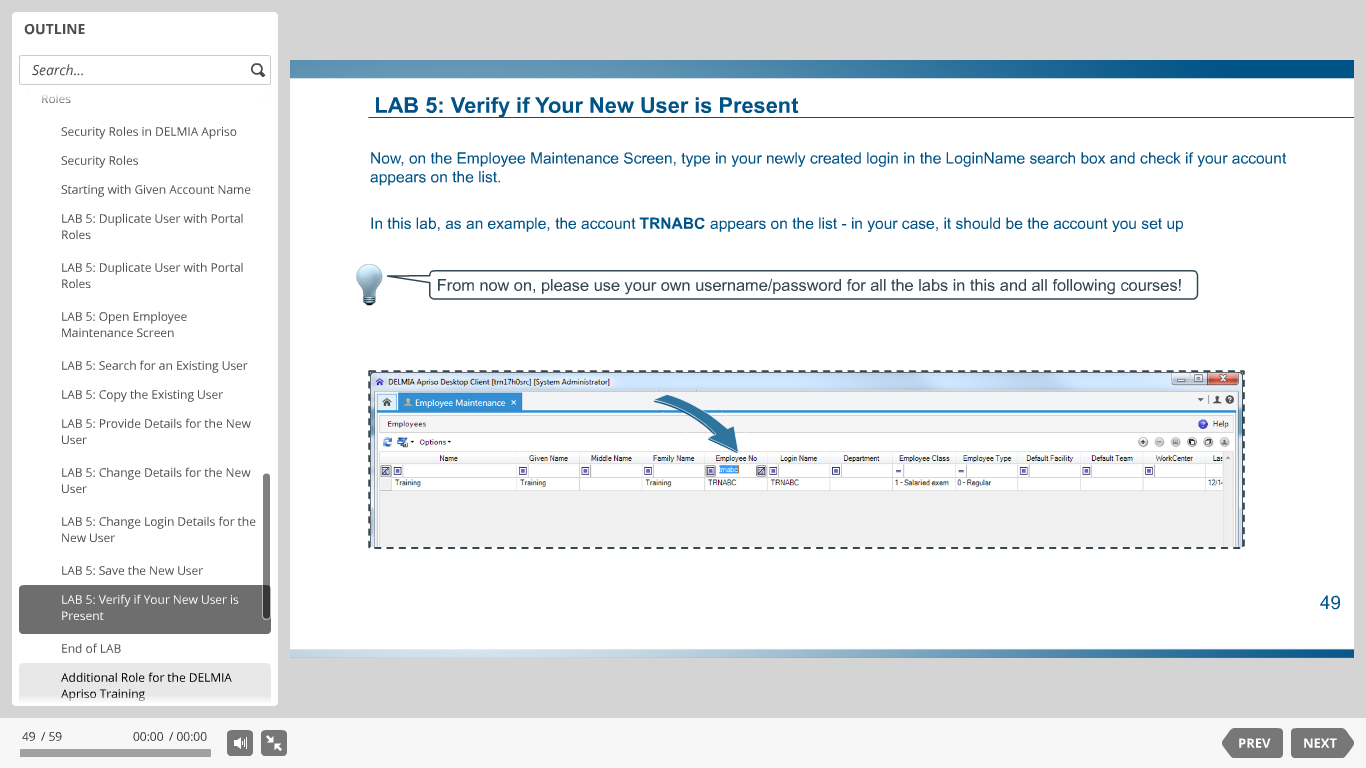 OUTLINE
Search...
Roles
Security Roles in DELMIA Apriso
Security Roles
Starting with Given Account Name
LAB 5: Duplicate User with Portal
Roles
LAB 5: Duplicate User with Portal
Roles
LAB 5: Open Employee
Maintenance Screen
LAB 5: Search for an Existing User
LAB 5: Copy the Existing User
LAB 5: Provide Details for the New
User
LAB 5: Change Details for the New
User
LAB 5: Change Login Details for the
New User
LAB 5: Save the New User
LAB 5: Verify if Your New User is
Present
End of LAB
Additional Role for the DELMIA
Apriso Training
LAB 5: Verify if Your New User is Present
Now, on the Employee Maintenance Screen, type in your newly created login in the LoginName search box and check if your account
appears on the list.
In this lab, as an example, the account TRNABC appears on the list - in your case, it should be the account you set up
From now on, please use your own username/password for all the labs in this and all following courses!
DELMIA Apriso Desktop Client [trn17h0src] [System Administrator]
Employee Maintenance
Employees Help
Options
Name Given Name Middle Name Family Name Employee No Login Name Department Employee Class Employee Type Default Facility Default Team WorkCenter Las
trnabc = =
Training Training Training TRNABC TRNABC 1 - Salaried exem 0 - Regular 12/14
49
49 / 59 00:00 / 00:00
PREV NEXT